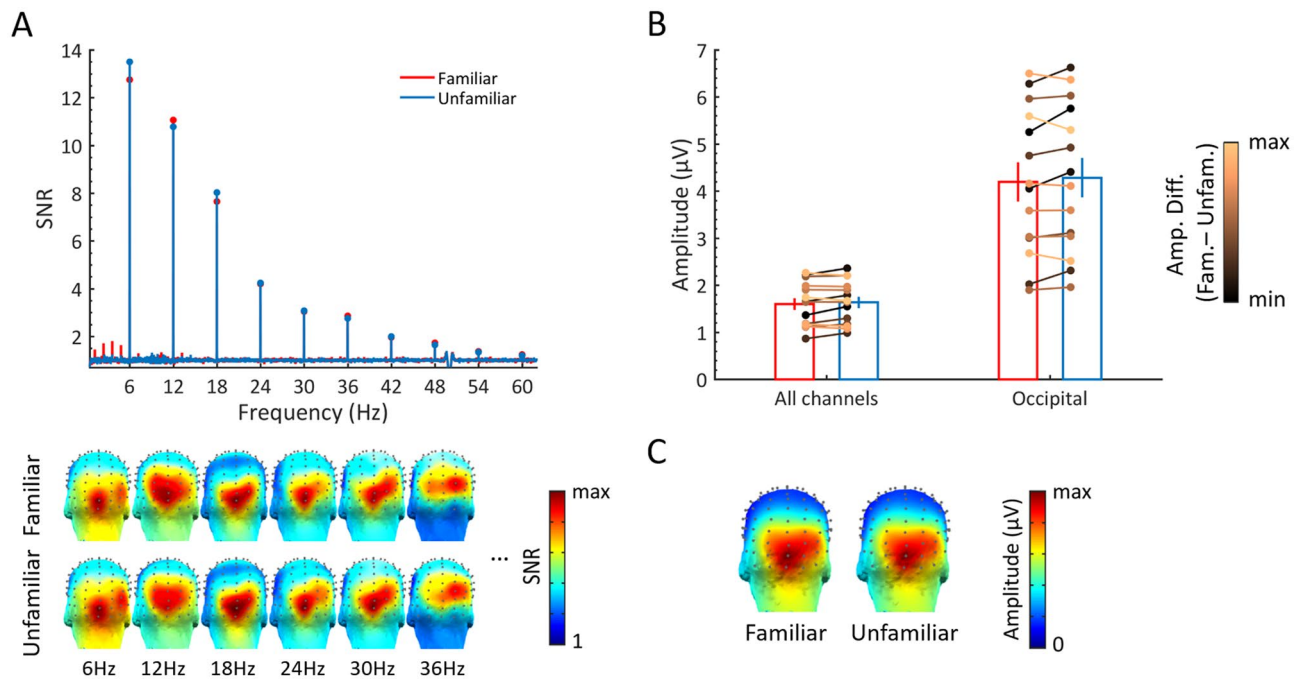 A
SNR
14
12
10
8
6
4
2
Familiar
Unfamiliar
6 12 18 24 30 36 42 48 54 60
Frequency (Hz)
Familiar
Unfamiliar
6Hz 12Hz 18Hz 24Hz 30Hz 36Hz
...
SNR
max
1
B
Amplitude (µV)
7
6
5
4
3
2
1
0
All channels Occipital
Amp. Diff.
(Fam.– Unfam.)
max
min
C
Familiar Unfamiliar
Amplitude (µV)
max
0